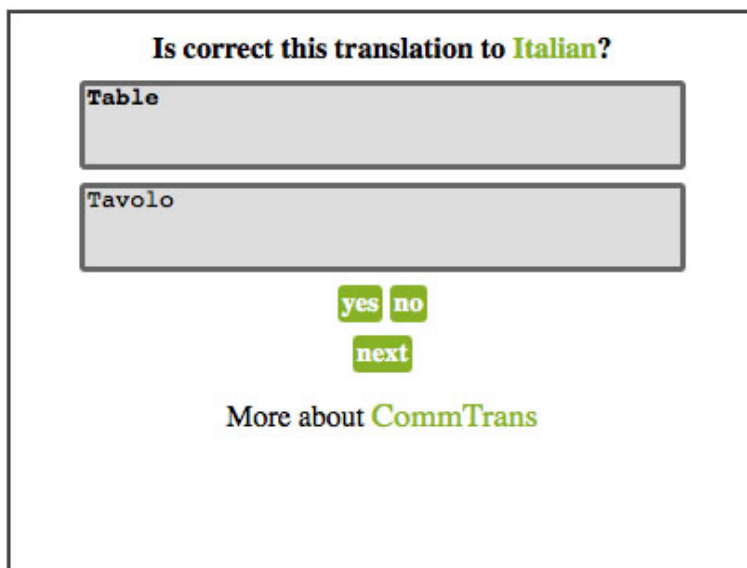 Is correct this translation to Italian?
Table
Tavolo
yes no
next
More about CommTrans